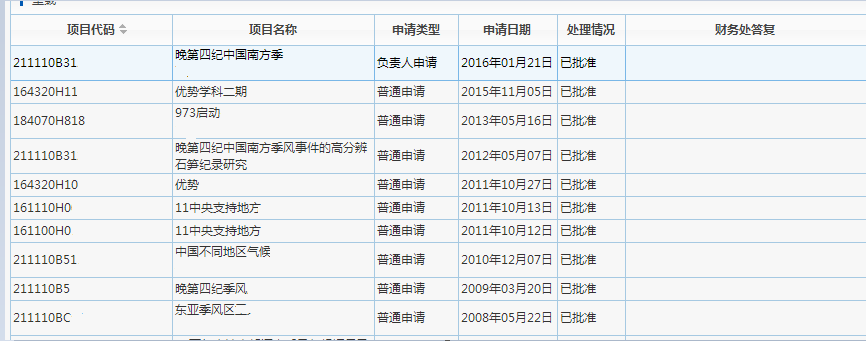 项目代码 项目名称 申请类型 申请日期 处理情况 财务处答复
211110B31 晚第四纪中国南方季 负责人申请 2016年01月21日 已批准
164320H11 优势学科二期 普通申请 2015年11月05日 已批准
184070H818 973启动 普通申请 2013年05月16日 已批准
211110B31 晚第四纪中国南方季风事件的高分辨 普通申请 2012年05月07日 已批准
石笋纪录研究
164320H10 优势 普通申请 2011年10月27日 已批准
161110H0 11中央支持地方 普通申请 2011年10月13日 已批准
161100H0 11中央支持地方 普通申请 2011年10月12日 已批准
211110B51 中国不同地区气候 普通申请 2010年12月07日 已批准
211110B5 晚第四纪季风 普通申请 2009年03月20日 已批准
211110BC 东亚季风区 普通申请 2008年05月22日 已批准